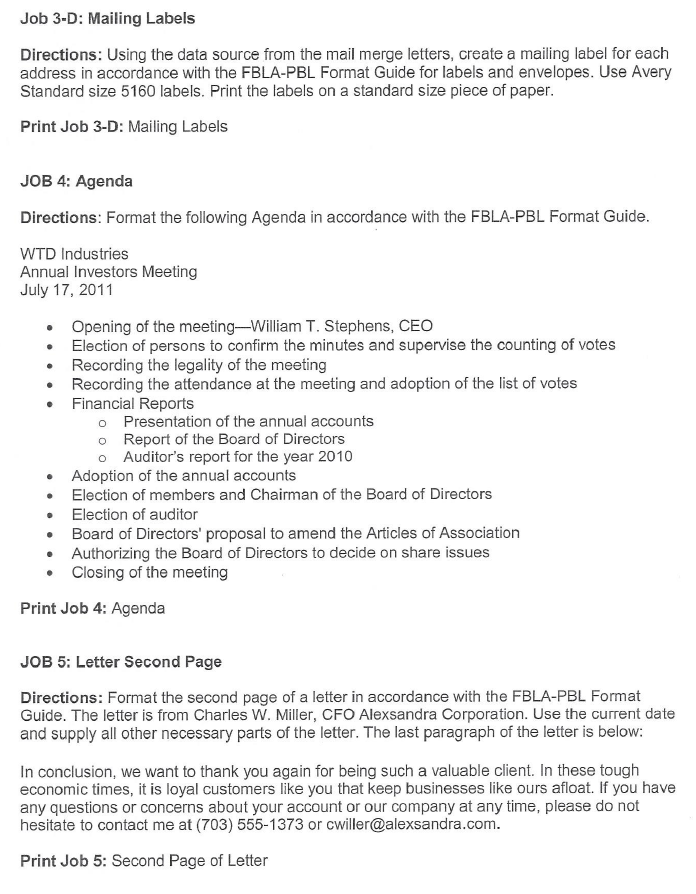 Job 3-D: Mailing Labels
Directions: Using the data source from the mail merge letters, create a mailing label for each
address in accordance with the FBLA-PBL Format Guide for labels and envelopes. Use Avery
Standard size 5160 labels. Print the labels on a standard size piece of paper.
Print Job 3-D: Mailing Labels
JOB 4: Agenda
Directions: Format the following Agenda in accordance with the FBLA-PBL Format Guide.
WTD Industries
Annual Investors Meeting
July 17, 2011
• Opening of the meeting—William T. Stephens, CEO
• Election of persons to confirm the minutes and supervise the counting of votes
• Recording the legality of the meeting
• Recording the attendance at the meeting and adoption of the list of votes
• Financial Reports
o Presentation of the annual accounts
o Report of the Board of Directors
o Auditor's report for the year 2010
• Adoption of the annual accounts
• Election of members and Chairman of the Board of Directors
• Election of auditor
• Board of Directors' proposal to amend the Articles of Association
• Authorizing the Board of Directors to decide on share issues
• Closing of the meeting
Print Job 4: Agenda
JOB 5: Letter Second Page
Directions: Format the second page of a letter in accordance with the FBLA-PBL Format
Guide. The letter is from Charles W. Miller, CFO Alexsandra Corporation. Use the current date
and supply all other necessary parts of the letter. The last paragraph of the letter is below:
In conclusion, we want to thank you again for being such a valuable client. In these tough
economic times, it is loyal customers like you that keep businesses like ours afloat. If you have
any questions or concerns about your account or our company at any time, please do not
hesitate to contact me at (703) 555-1373 or cwiller@alexsandra.com.
Print Job 5: Second Page of Letter